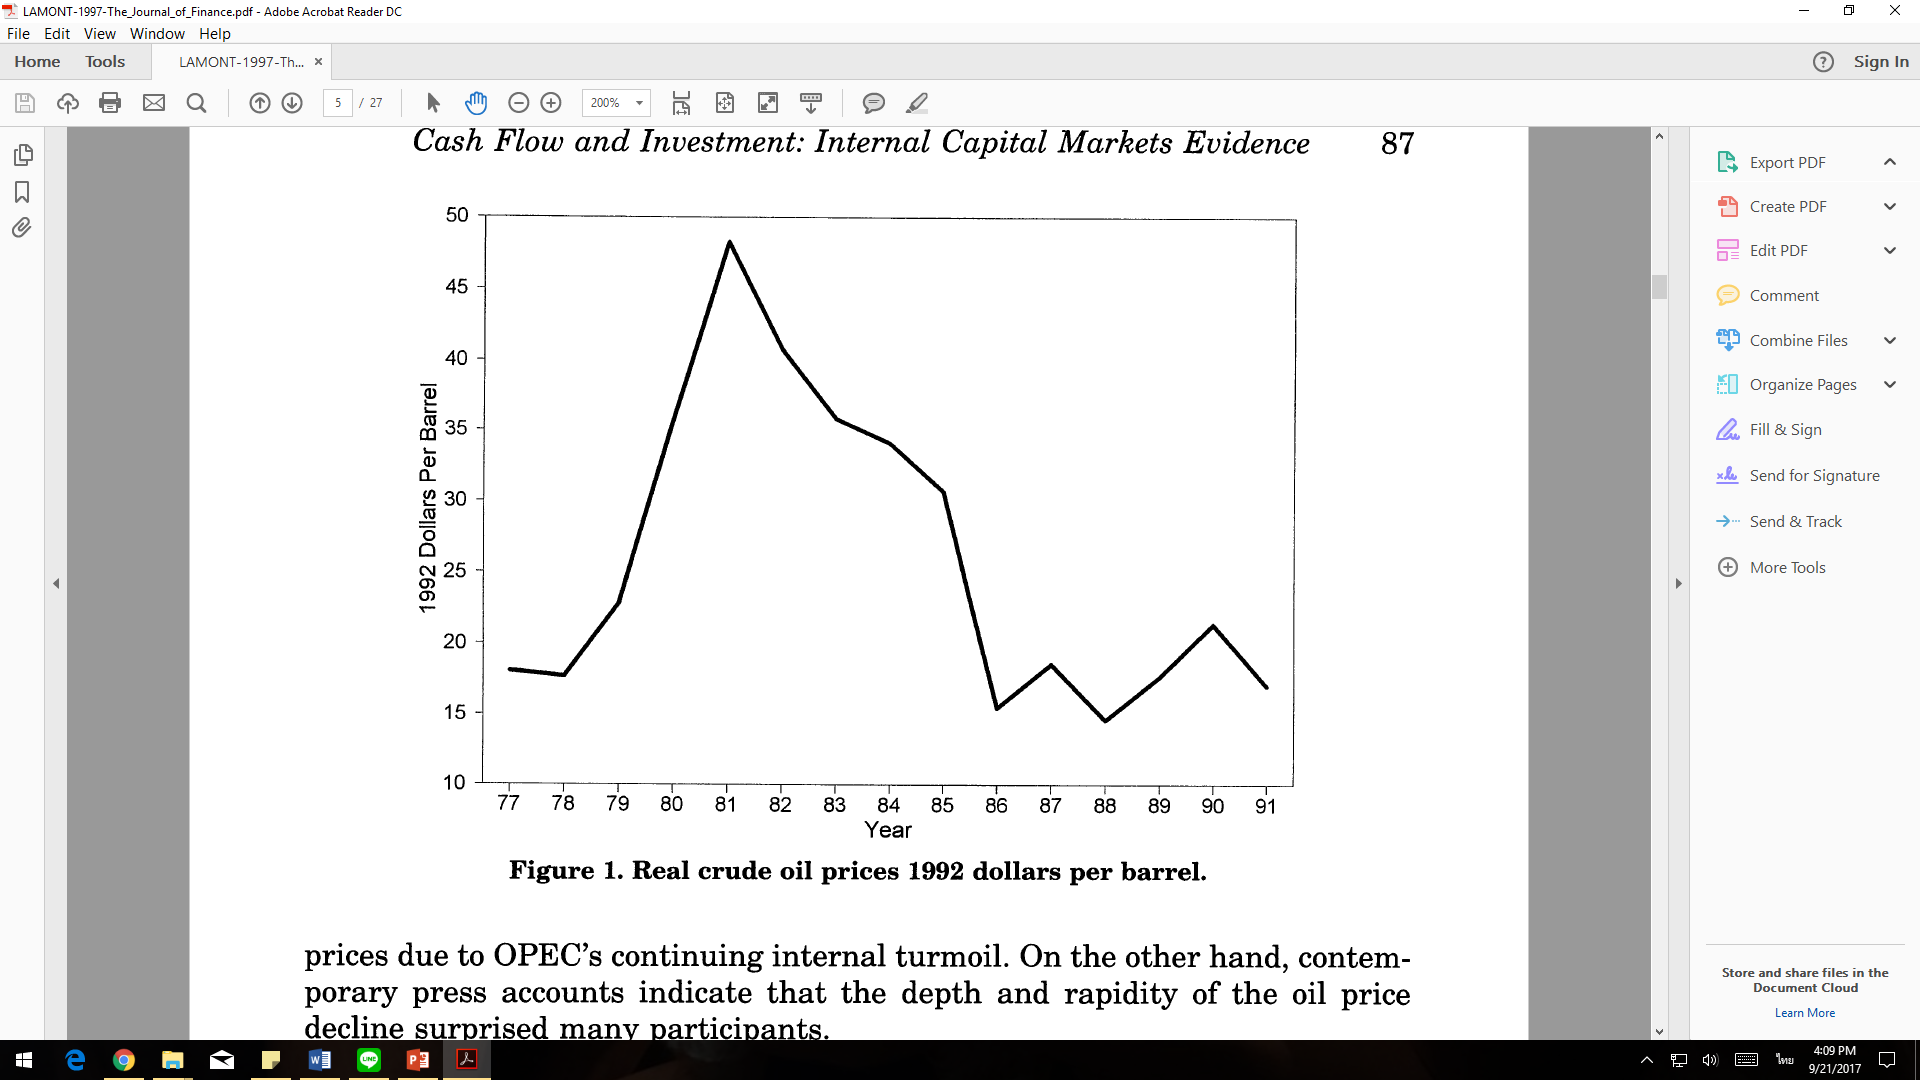 LAMONT-1997-The_Journal_of_Finance.pdf - Adobe Acrobat Reader DC
File Edit View Window Help
Home Tools LAMONT-1997-Th... × Sign In
5 / 27 200%
Cash Flow and Investment: Internal Capital Markets Evidence 87
50
45
40
35
30
25
20
15
10
1992 Dollars Per Barrel
77 78 79 80 81 82 83 84 85 86 87 88 89 90 91
Year
Figure 1. Real crude oil prices 1992 dollars per barrel.
prices due to OPEC’s continuing internal turmoil. On the other hand, contem-
porary press accounts indicate that the depth and rapidity of the oil price
decline surprised many participants.
Export PDF
Create PDF
Edit PDF
Comment
Combine Files
Organize Pages
Fill & Sign
Send for Signature
Send & Track
More Tools
Store and share files in the
Document Cloud
Learn More
ไทย
4:09 PM
9/21/2017